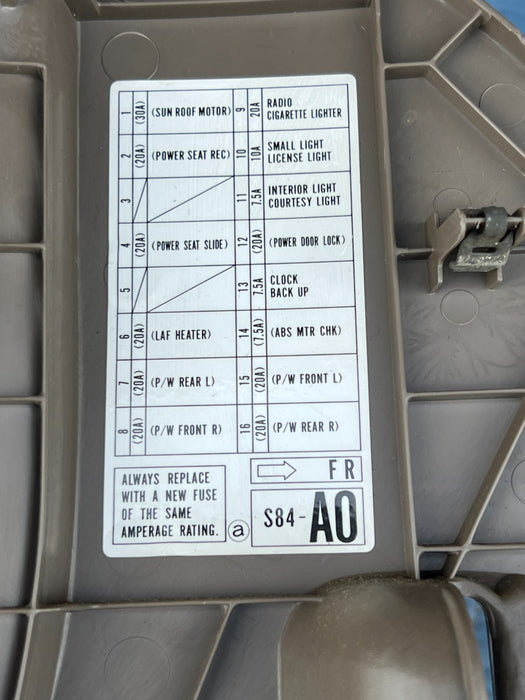 1 (30A) (SUN ROOF MOTOR) 9 20A RADIO
CIGARETTE LIGHTER
2 (20A) (POWER SEAT REC) 10 10A SMALL LIGHT
LICENSE LIGHT
3 11 7.5A INTERIOR LIGHT
COURTESY LIGHT
4 (20A) (POWER SEAT SLIDE) 12 (20A) (POWER DOOR LOCK)
5 13 7.5A CLOCK
BACK UP
6 (20A) (LAF HEATER) 14 (7.5A) (ABS MTR CHK)
7 (20A) (P/W REAR L) 15 (20A) (P/W FRONT L)
8 (20A) (P/W FRONT R) 16 (20A) (P/W REAR R)
ALWAYS REPLACE
WITH A NEW FUSE
OF THE SAME
AMPERAGE RATING.
a
FR
S84-A0